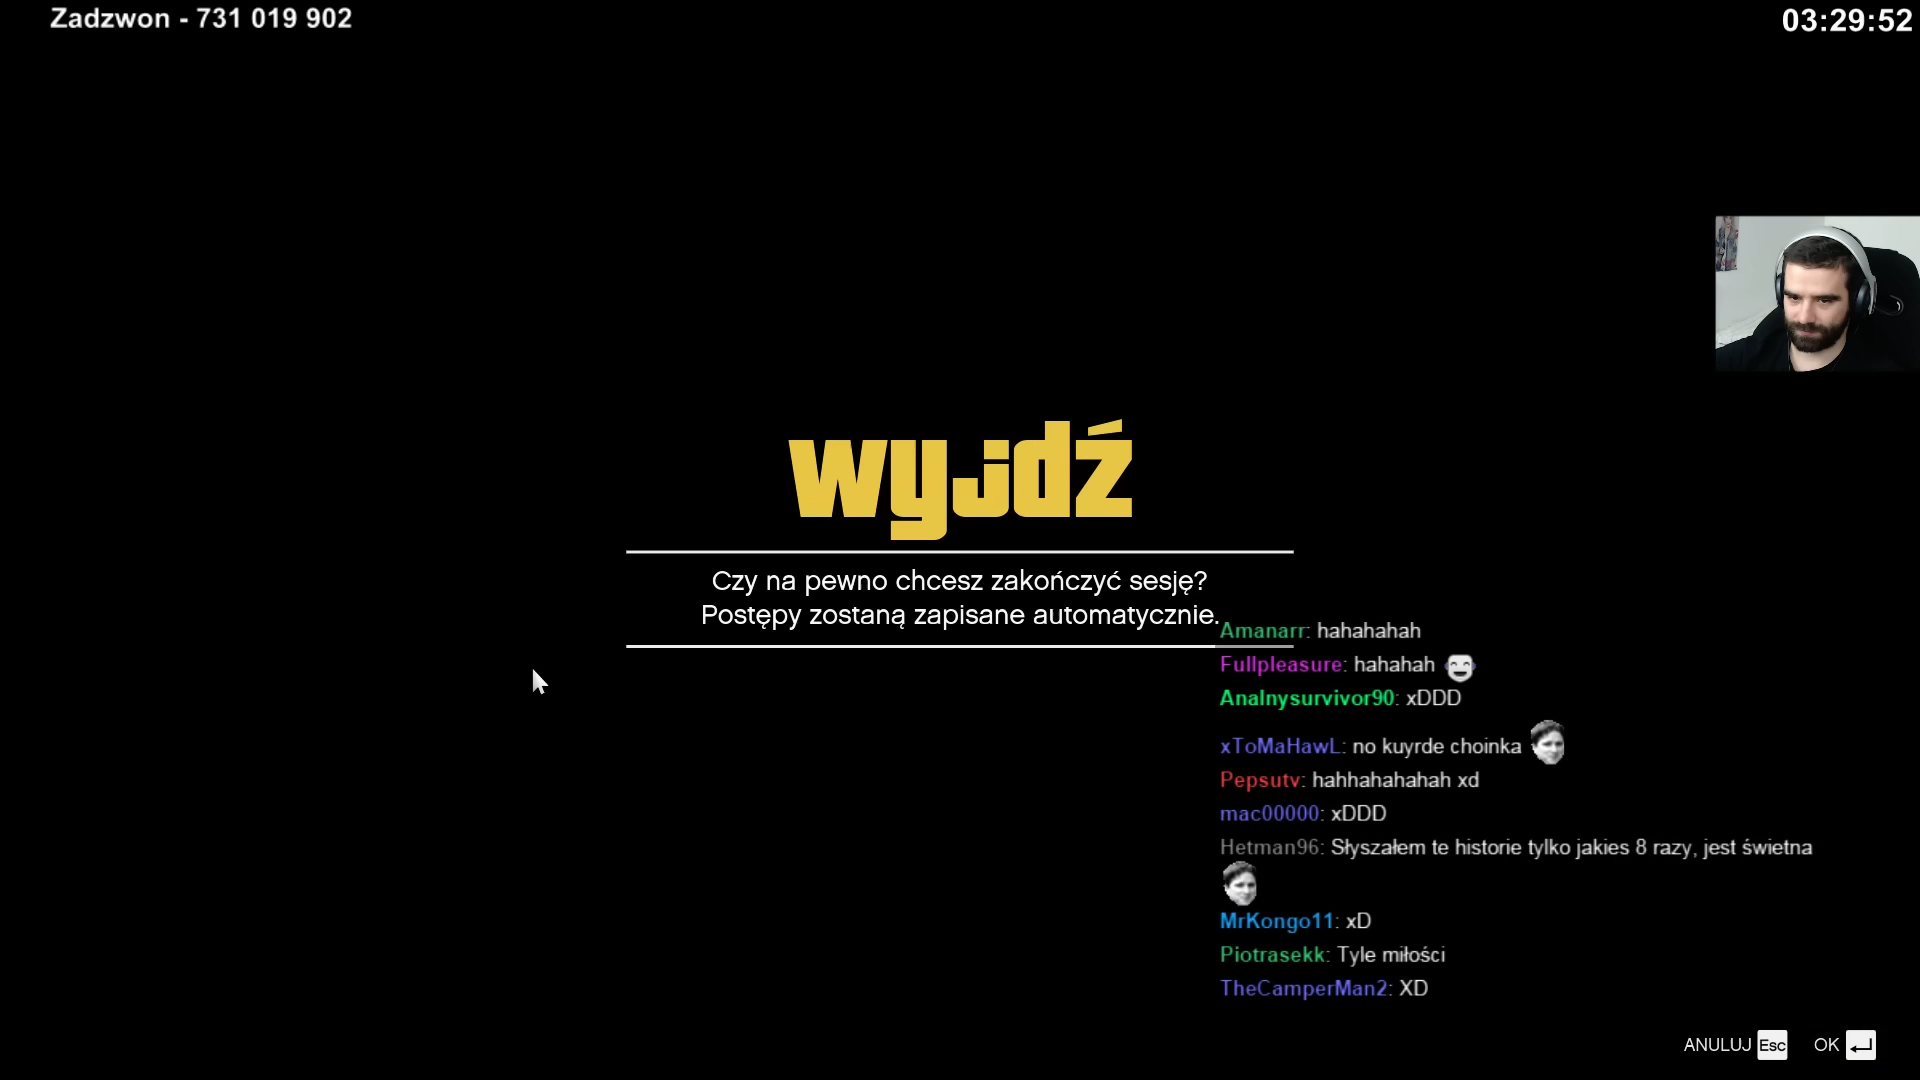 Zadzwon - 731 019 902
03:29:52
wyjdź
Czy na pewno chcesz zakończyć sesję?
Postępy zostaną zapisane automatycznie.
Amanarr: hahahahah
Fullpleasure: hahahah
Analnysurvivor90: xDDD
xToMaHawL: no kuyrde choinka
Pepsutv: hahhahahahah xd
mac00000: xDDD
Hetman96: Słyszałem te historie tylko jakies 8 razy, jest świetna
MrKongo11: xD
Piotrasekk: Tyle miłości
TheCamperMan2: XD
ANULUJ Esc OK